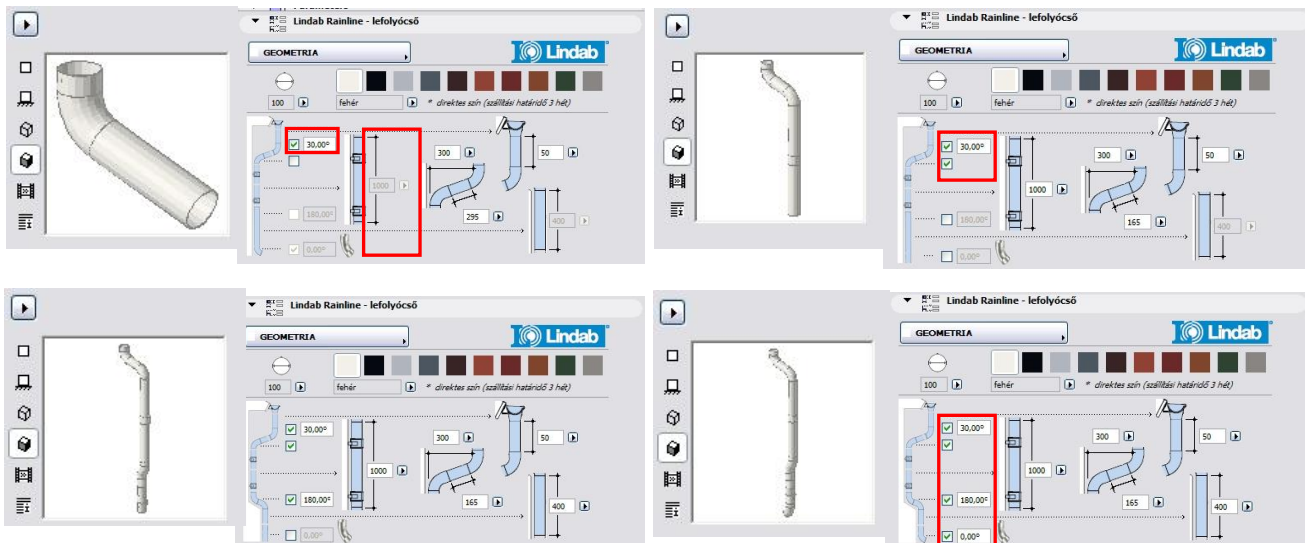 Lindab Rainline - lefolyócső
GEOMETRIA
Lindab
100
fehér
* direktes szín (szállítási határidő 3 hét)
30,00°
1000
300
50
295
180,00°
400
0,00°
Lindab Rainline - lefolyócső
GEOMETRIA
Lindab
100
fehér
* direktes szín (szállítási határidő 3 hét)
30,00°
300
50
1000
165
180,00°
400
0,00°
Lindab Rainline - lefolyócső
GEOMETRIA
Lindab
100
fehér
* direktes szín (szállítási határidő 3 hét)
30,00°
300
50
1000
180,00°
165
400
0,00°
Lindab Rainline - lefolyócső
GEOMETRIA
Lindab
100
fehér
* direktes szín (szállítási határidő 3 hét)
30,00°
300
50
1000
180,00°
165
400
0,00°